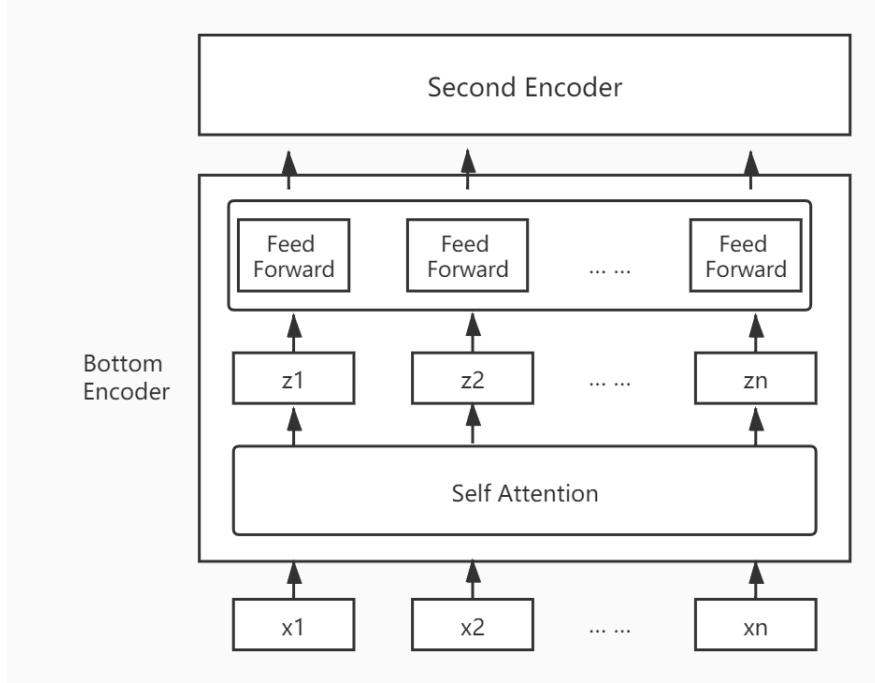 Second Encoder
Feed
Forward
Feed
Forward
... ...
Feed
Forward
Bottom
Encoder
z1
z2
... ...
zn
Self Attention
x1
x2
... ...
xn